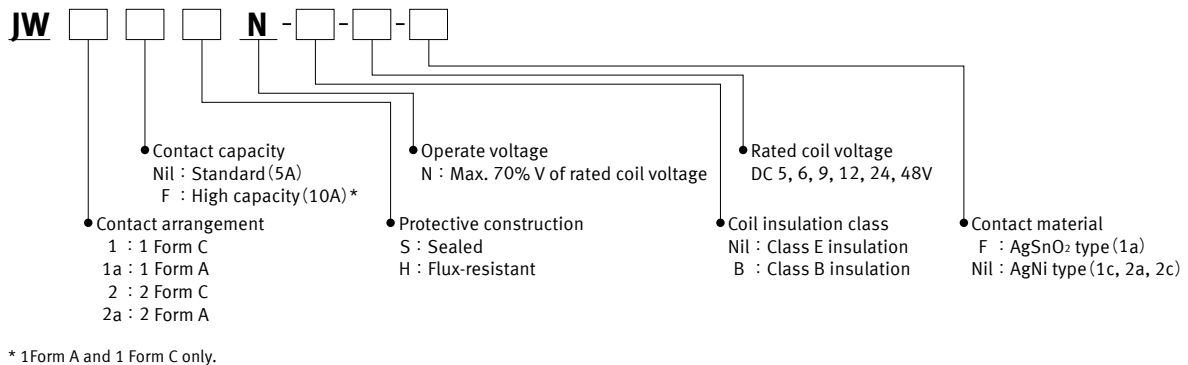 JW N - - -
Contact capacity
Nil : Standard (5A)
F : High capacity (10A) *
Operate voltage
N : Max. 70% V of rated coil voltage
Rated coil voltage
DC 5, 6, 9, 12, 24, 48V
Contact arrangement
1 : 1 Form C
1a : 1 Form A
2 : 2 Form C
2a : 2 Form A
Protective construction
S : Sealed
H : Flux-resistant
Coil insulation class
Nil : Class E insulation
B : Class B insulation
Contact material
F : AgSnO2 type (1a)
Nil : AgNi type (1c, 2a, 2c)
* 1Form A and 1 Form C only.